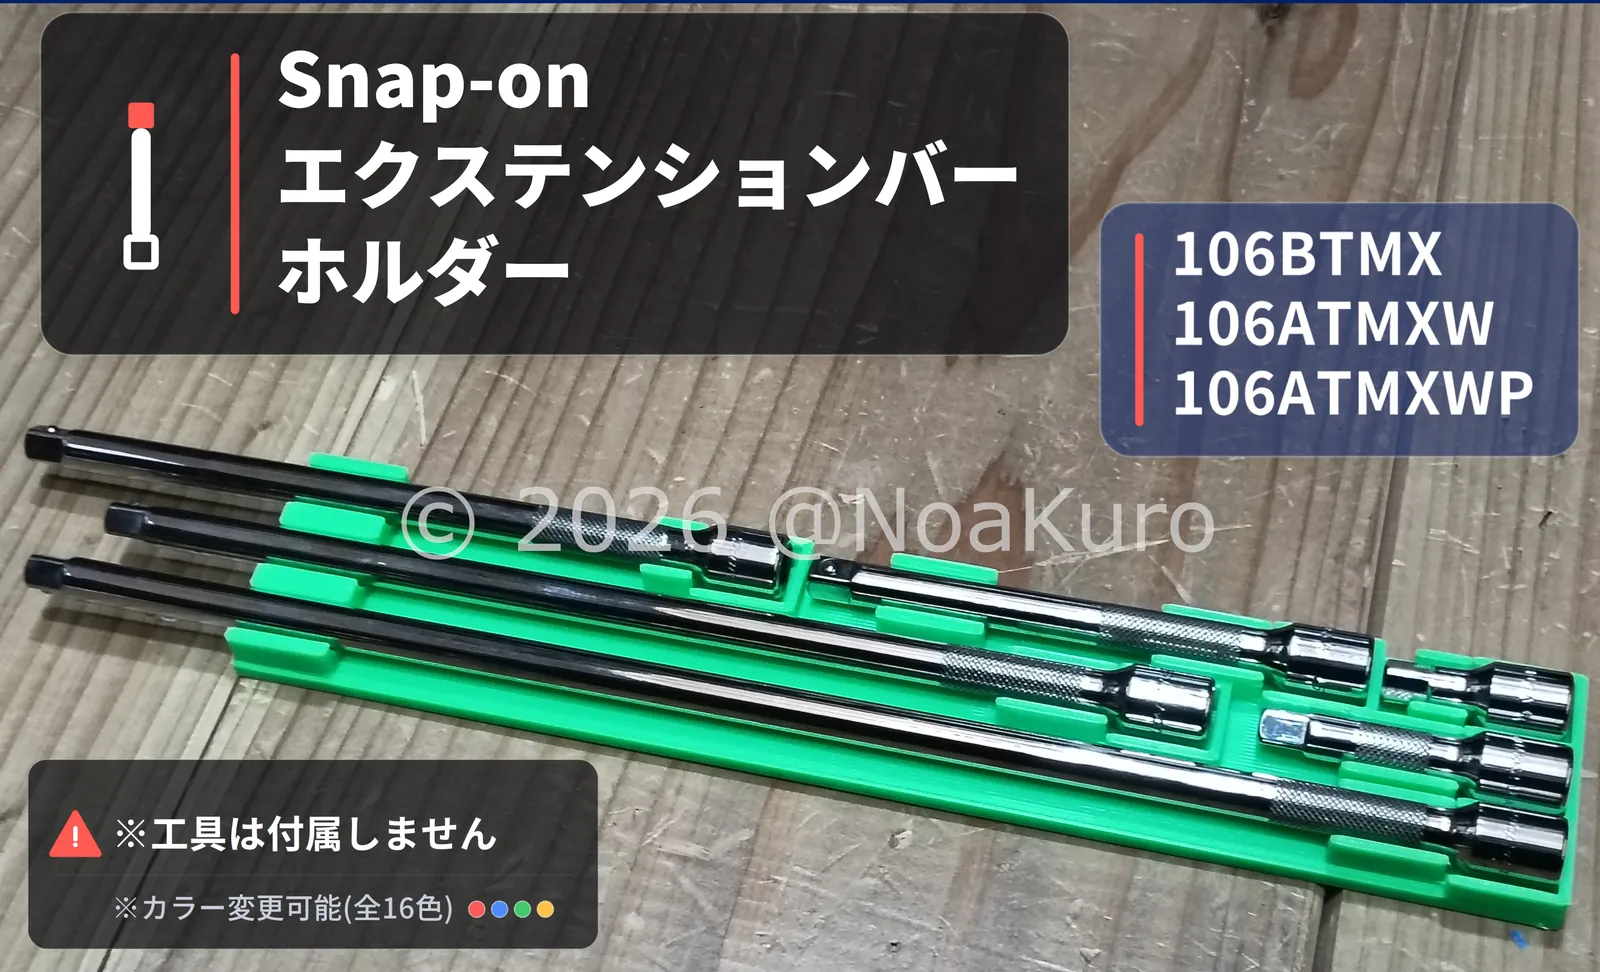 Snap-on
エクステンションバー
ホルダー
106BTMX
106ATMXW
106ATMXWP
© 2026 @NoaKuro
※工具は付属しません
※カラー変更可能(全16色)